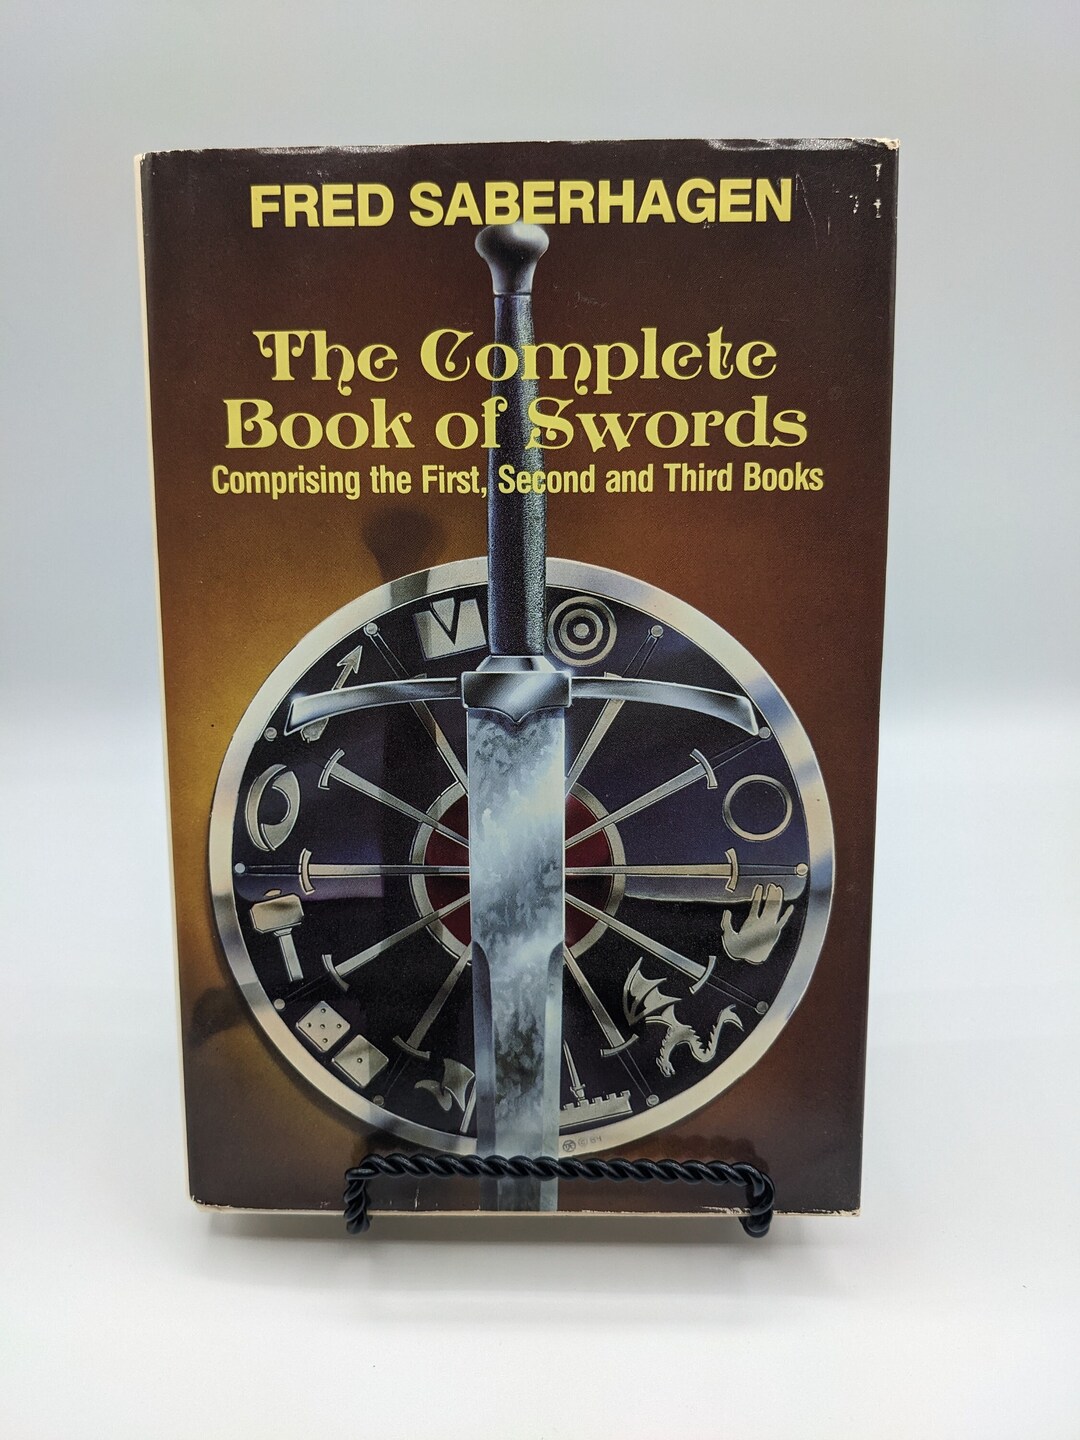 FRED SABERHAGEN
The Complete
Book of Swords
Comprising the First, Second and Third Books